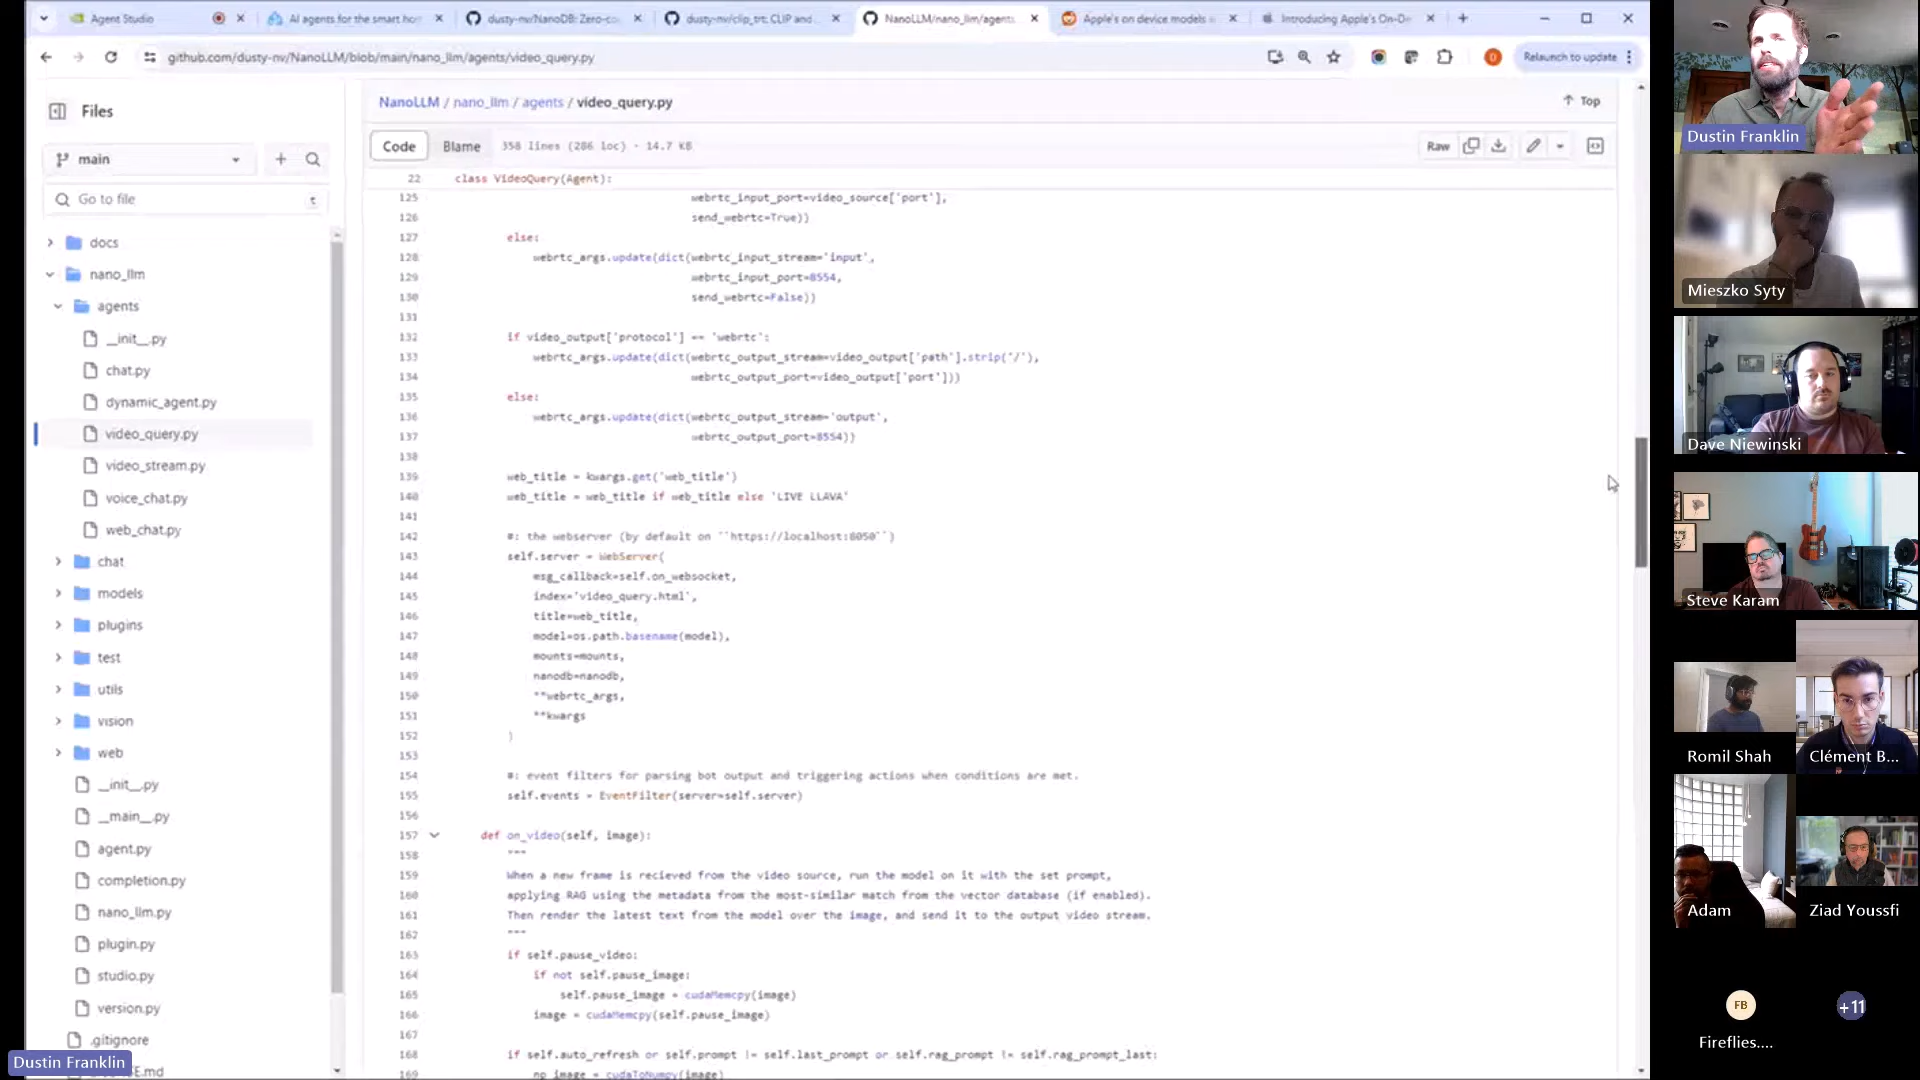 Agent Studio
AI agents for the smart hom
dusty-nv/NanoDB: Zero-co
dusty-nv/clip_trt: CLIP and
NanoLLM/nano_llm/agents
Apple's on device models
Introducing Apple's On-De
github.com/dusty-nv/NanoLLM/blob/main/nano_llm/agents/video_query.py
Relaunch to update
Files
main
Go to file
docs
nano_llm
agents
__init__.py
chat.py
dynamic_agent.py
video_query.py
video_stream.py
voice_chat.py
web_chat.py
chat
models
plugins
test
utils
vision
web
__init__.py
__main__.py
agent.py
completion.py
nano_llm.py
plugin.py
studio.py
version.py
.gitignore
NanoLLM / nano_llm / agents / video_query.py
Top
Code
Blame
358 lines (286 loc) · 14.7 KB
Raw
22 class VideoQuery(Agent):
125 webrtc_input_port=video_source['port'],
126 send_webrtc=True))
127 else:
128 webrtc_args.update(dict(webrtc_input_stream='input',
129 webrtc_input_port=8554,
130 send_webrtc=False))
131
132 if video_output['protocol'] == 'webrtc':
133 webrtc_args.update(dict(webrtc_output_stream=video_output['path'].strip('/'),
134 webrtc_output_port=video_output['port']))
135 else:
136 webrtc_args.update(dict(webrtc_output_stream='output',
137 webrtc_output_port=8554))
138
139 web_title = kwargs.get('web_title')
140 web_title = web_title if web_title else 'LIVE LLAVA'
141
142 #: the webserver (by default on ``https://localhost:8050``)
143 self.server = WebServer(
144 msg_callback=self.on_websocket,
145 index='video_query.html',
146 title=web_title,
147 model=os.path.basename(model),
148 mounts=mounts,
149 nanodb=nanodb,
150 **webrtc_args,
151 **kwargs
152 )
153
154 #: event filters for parsing bot output and triggering actions when conditions are met.
155 self.events = EventFilter(server=self.server)
156
157 def on_video(self, image):
158 """
159 When a new frame is recieved from the video source, run the model on it with the set prompt,
160 applying RAG using the metadata from the most-similar match from the vector database (if enabled).
161 Then render the latest text from the model over the image, and send it to the output video stream.
162 """
163 if self.pause_video:
164 if not self.pause_image:
165 self.pause_image = cudaMemcpy(image)
166 image = cudaMemcpy(self.pause_image)
167
168 if self.auto_refresh or self.prompt != self.last_prompt or self.rag_prompt != self.rag_prompt_last:
169 np_image = cudaToNumpy(image)
Dustin Franklin
Dustin Franklin
Mieszko Syty
Dave Niewinski
Steve Karam
Romil Shah
Clément B...
Adam
Ziad Youssfi
FB
Fireflies....
+11